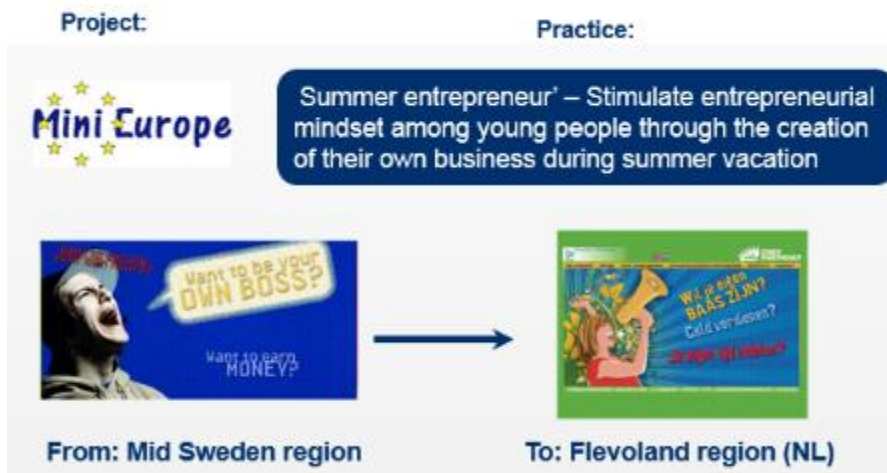 Project:
Practice:
Mini Europe
Summer entrepreneur’ – Stimulate entrepreneurial
mindset among young people through the creation
of their own business during summer vacation
Want to be your
OWN BOSS?
Want to earn
MONEY?
Wil je eigen
BAAS ZIJN?
Geld verdienen?
From: Mid Sweden region
To: Flevoland region (NL)